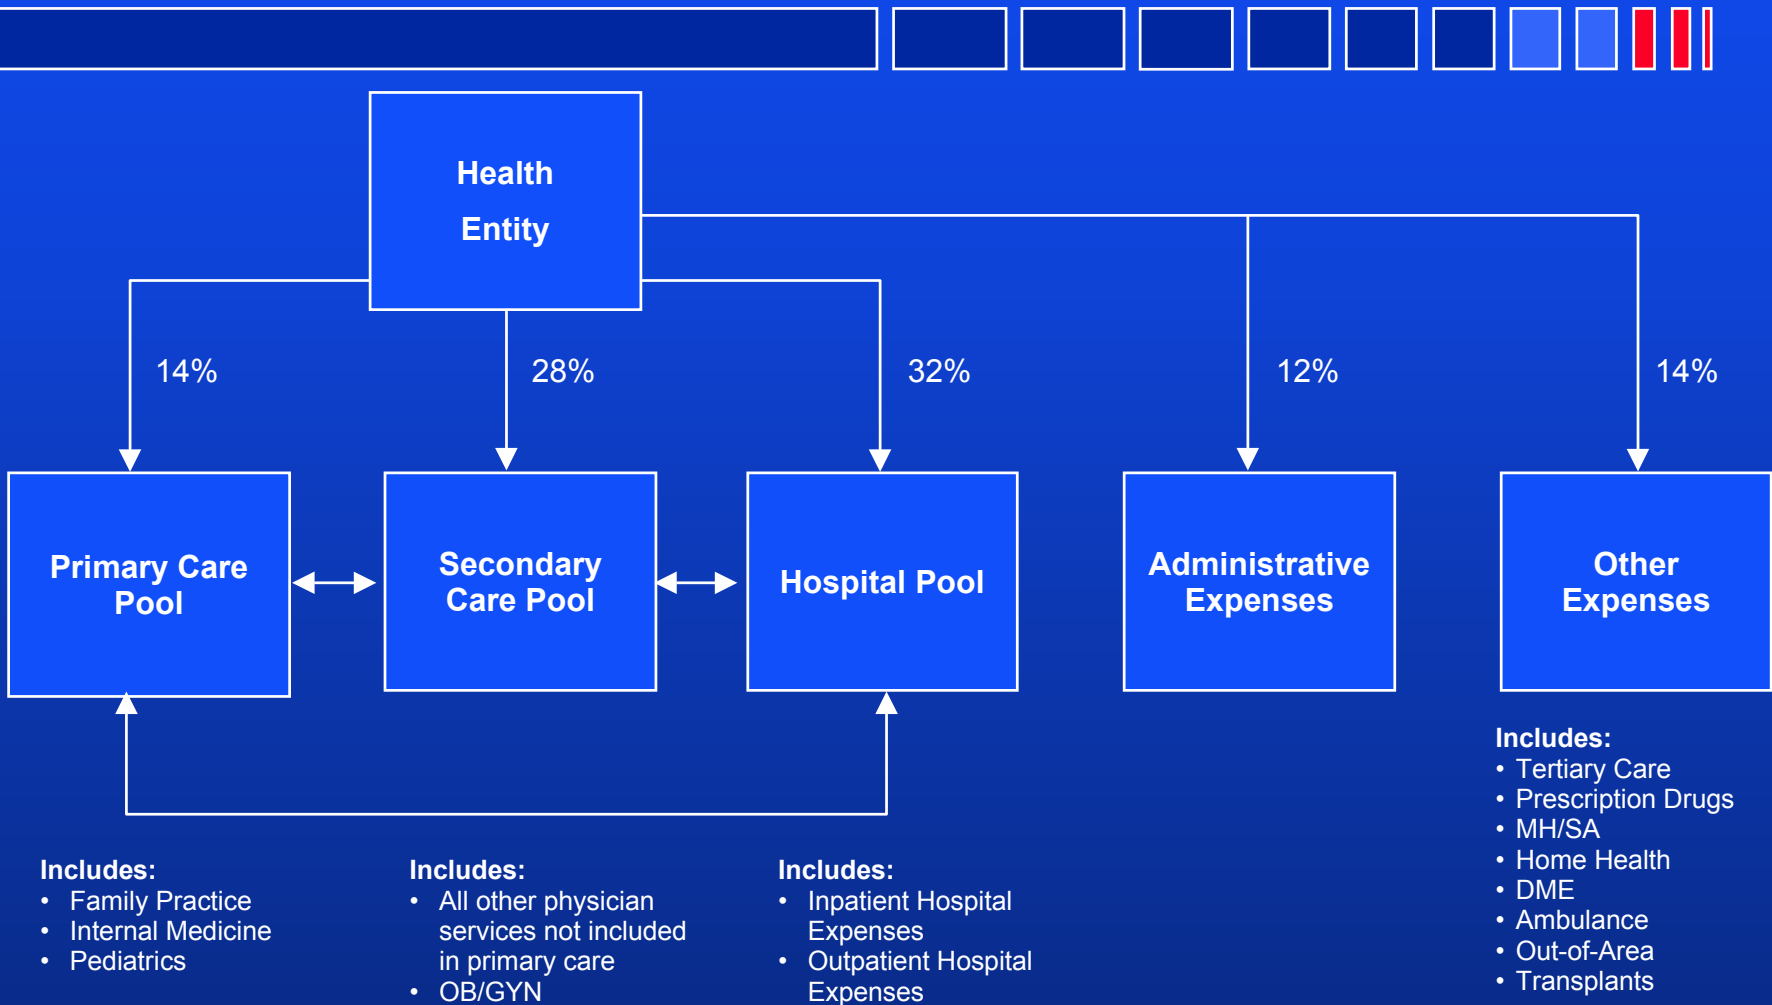 Health
Entity
14%
28%
32%
12%
14%
Primary Care
Pool
Secondary
Care Pool
Hospital Pool
Administrative
Expenses
Other
Expenses
Includes:
• Family Practice
• Internal Medicine
• Pediatrics
Includes:
• All other physician
services not included
in primary care
• OB/GYN
Includes:
• Inpatient Hospital
Expenses
• Outpatient Hospital
Expenses
Includes:
• Tertiary Care
• Prescription Drugs
• MH/SA
• Home Health
• DME
• Ambulance
• Out-of-Area
• Transplants